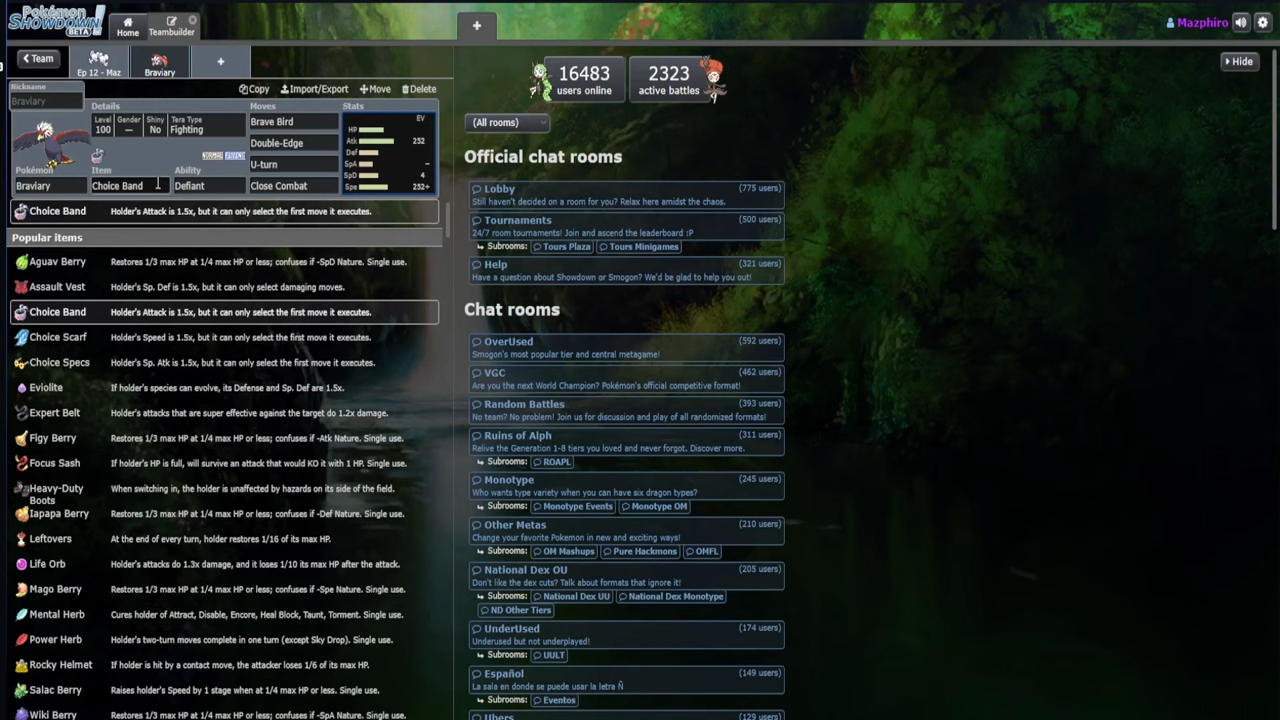 Pokémon
SHOWDOWN!
BETA
Home
Teambuilder
+
Mazphiro
Team
Ep 12 - Maz
Braviary
+
16483
users online
2323
active battles
Hide
Copy
Import/Export
Move
Delete
Nickname
Braviary
Details
Moves
Stats
Level
100
Gender
—
Shiny
No
Tera Type
Fighting
NORMAL
FLYING
Pokémon
Braviary
Item
Choice Band
Ability
Defiant
Brave Bird
Double-Edge
U-turn
Close Combat
EV
HP
Atk 252
Def
SpA –
SpD 4
Spe 252+
Choice Band Holder's Attack is 1.5x, but it can only select the first move it executes.
Popular items
Aguav Berry Restores 1/3 max HP at 1/4 max HP or less; confuses if -SpD Nature. Single use.
Assault Vest Holder's Sp. Def is 1.5x, but it can only select damaging moves.
Choice Band Holder's Attack is 1.5x, but it can only select the first move it executes.
Choice Scarf Holder's Speed is 1.5x, but it can only select the first move it executes.
Choice Specs Holder's Sp. Atk is 1.5x, but it can only select the first move it executes.
Eviolite If holder's species can evolve, its Defense and Sp. Def are 1.5x.
Expert Belt Holder's attacks that are super effective against the target do 1.2x damage.
Figy Berry Restores 1/3 max HP at 1/4 max HP or less; confuses if -Atk Nature. Single use.
Focus Sash If holder's HP is full, will survive an attack that would KO it with 1 HP. Single use.
Heavy-Duty Boots When switching in, the holder is unaffected by hazards on its side of the field.
Iapapa Berry Restores 1/3 max HP at 1/4 max HP or less; confuses if -Def Nature. Single use.
Leftovers At the end of every turn, holder restores 1/16 of its max HP.
Life Orb Holder's attacks do 1.3x damage, and it loses 1/10 its max HP after the attack.
Mago Berry Restores 1/3 max HP at 1/4 max HP or less; confuses if -Spe Nature. Single use.
Mental Herb Cures holder of Attract, Disable, Encore, Heal Block, Taunt, Torment. Single use.
Power Herb Holder's two-turn moves complete in one turn (except Sky Drop). Single use.
Rocky Helmet If holder is hit by a contact move, the attacker loses 1/6 of its max HP.
Salac Berry Raises holder's Speed by 1 stage when at 1/4 max HP or less. Single use.
Wiki Berry Restores 1/3 max HP at 1/4 max HP or less; confuses if -SpA Nature. Single use.
(All rooms)
Official chat rooms
Lobby (775 users)
Still haven't decided on a room for you? Relax here amidst the chaos.
Tournaments (500 users)
24/7 room tournaments! Join and ascend the leaderboard :P
Subrooms: Tours Plaza Tours Minigames
Help (321 users)
Have a question about Showdown or Smogon? We'd be glad to help you out!
Chat rooms
OverUsed (592 users)
Smogon's most popular tier and central metagame!
VGC (462 users)
Are you the next World Champion? Pokémon's official competitive format!
Random Battles (393 users)
No team? No problem! Join us for discussion and play of all randomized formats!
Ruins of Alph (311 users)
Relive the Generation 1-8 tiers you loved and never forgot. Discover more.
Subrooms: ROAPL
Monotype (245 users)
Who wants type variety when you can have six dragon types?
Subrooms: Monotype Events Monotype OM
Other Metas (210 users)
Change your favorite Pokemon in new and exciting ways!
Subrooms: OM Mashups Pure Hackmons OMFL
National Dex OU (205 users)
Don't like the dex cuts? Talk about formats that ignore it!
Subrooms: National Dex UU National Dex Monotype
ND Other Tiers
UnderUsed (174 users)
Underused but not underplayed!
Subrooms: UULT
Español (149 users)
La sala en donde se puede usar la letra Ñ
Subrooms: Eventos
Ubers (129 users)